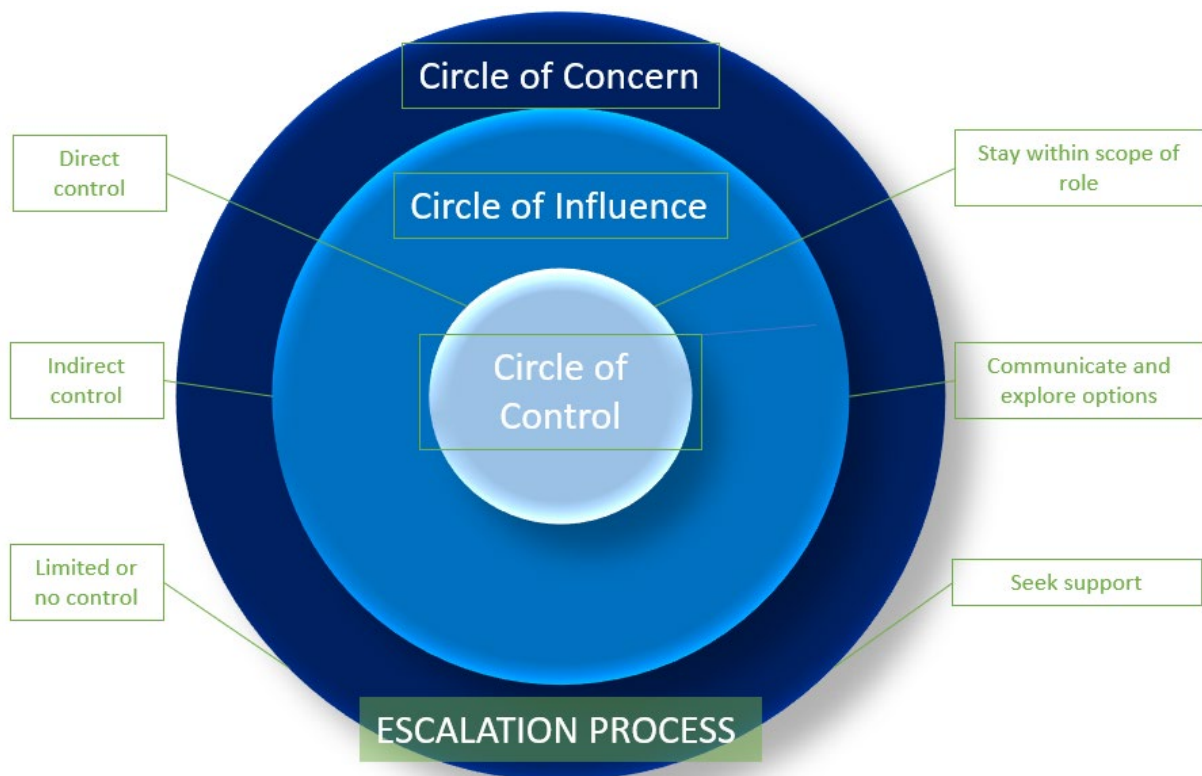 Circle of Concern
Direct
control
Stay within scope of
role
Circle of Influence
Indirect
control
Circle of
Control
Communicate and
explore options
Limited or
no control
Seek support
ESCALATION PROCESS